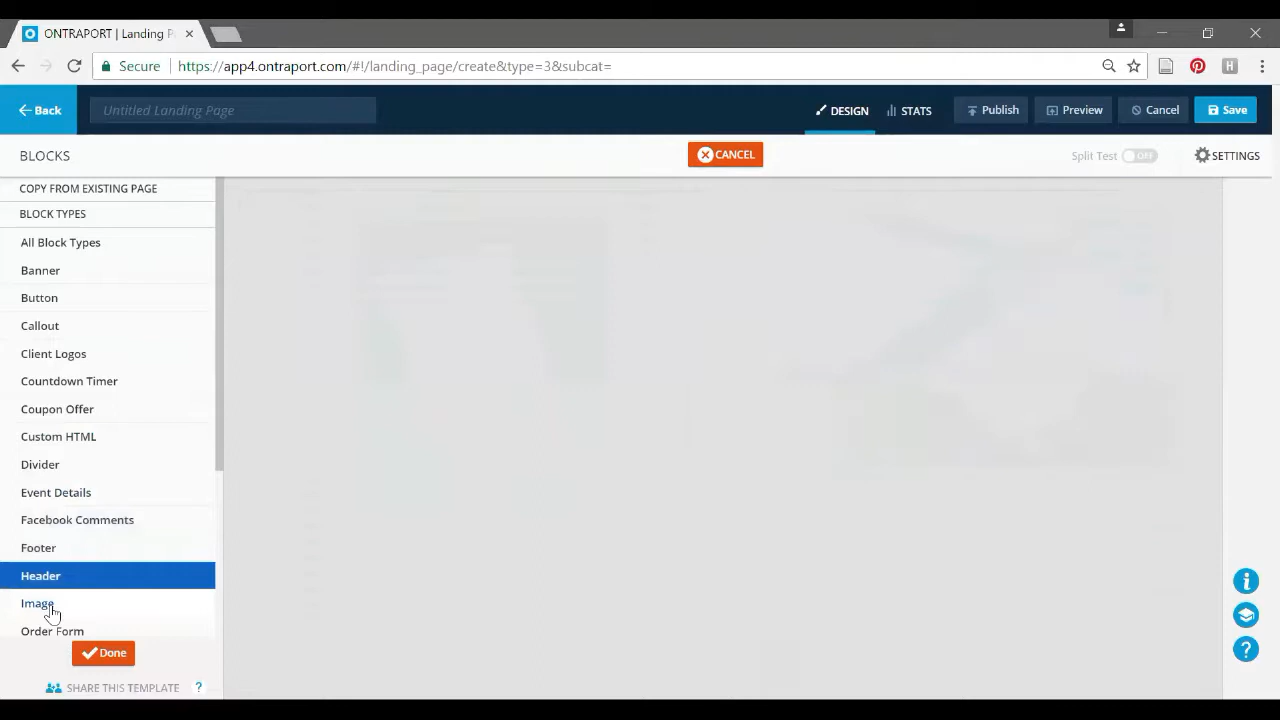 ONTRAPORT | Landing P
Secure
https://app4.ontraport.com/#!/landing_page/create&type=3&subcat=
H
Back
Untitled Landing Page
DESIGN
STATS
Publish
Preview
Cancel
Save
BLOCKS
CANCEL
Split Test
OFF
SETTINGS
COPY FROM EXISTING PAGE
BLOCK TYPES
All Block Types
Banner
Button
Callout
Client Logos
Countdown Timer
Coupon Offer
Custom HTML
Divider
Event Details
Facebook Comments
Footer
Header
Image
Order Form
Done
SHARE THIS TEMPLATE ?